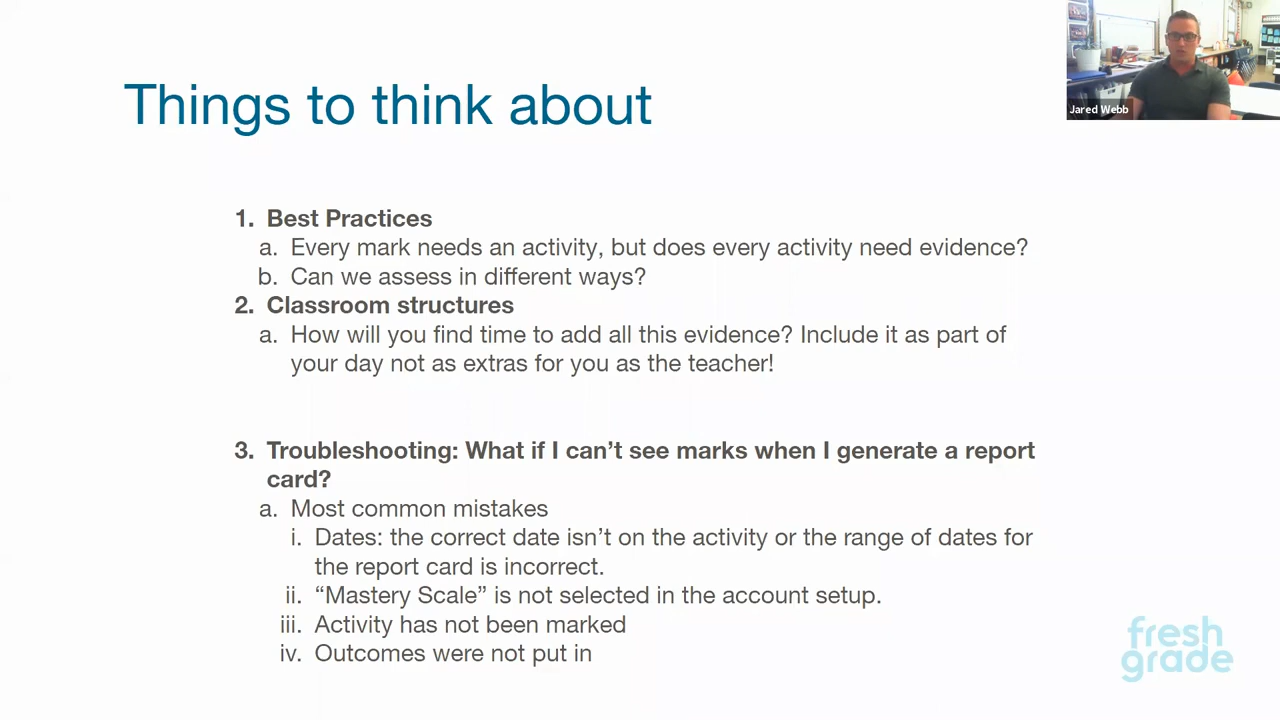 Things to think about
Jared Webb
1. Best Practices
a. Every mark needs an activity, but does every activity need evidence?
b. Can we assess in different ways?
2. Classroom structures
a. How will you find time to add all this evidence? Include it as part of
your day not as extras for you as the teacher!
3. Troubleshooting: What if I can’t see marks when I generate a report
card?
a. Most common mistakes
i. Dates: the correct date isn’t on the activity or the range of dates for
the report card is incorrect.
ii. “Mastery Scale” is not selected in the account setup.
iii. Activity has not been marked
iv. Outcomes were not put in
fresh
grade